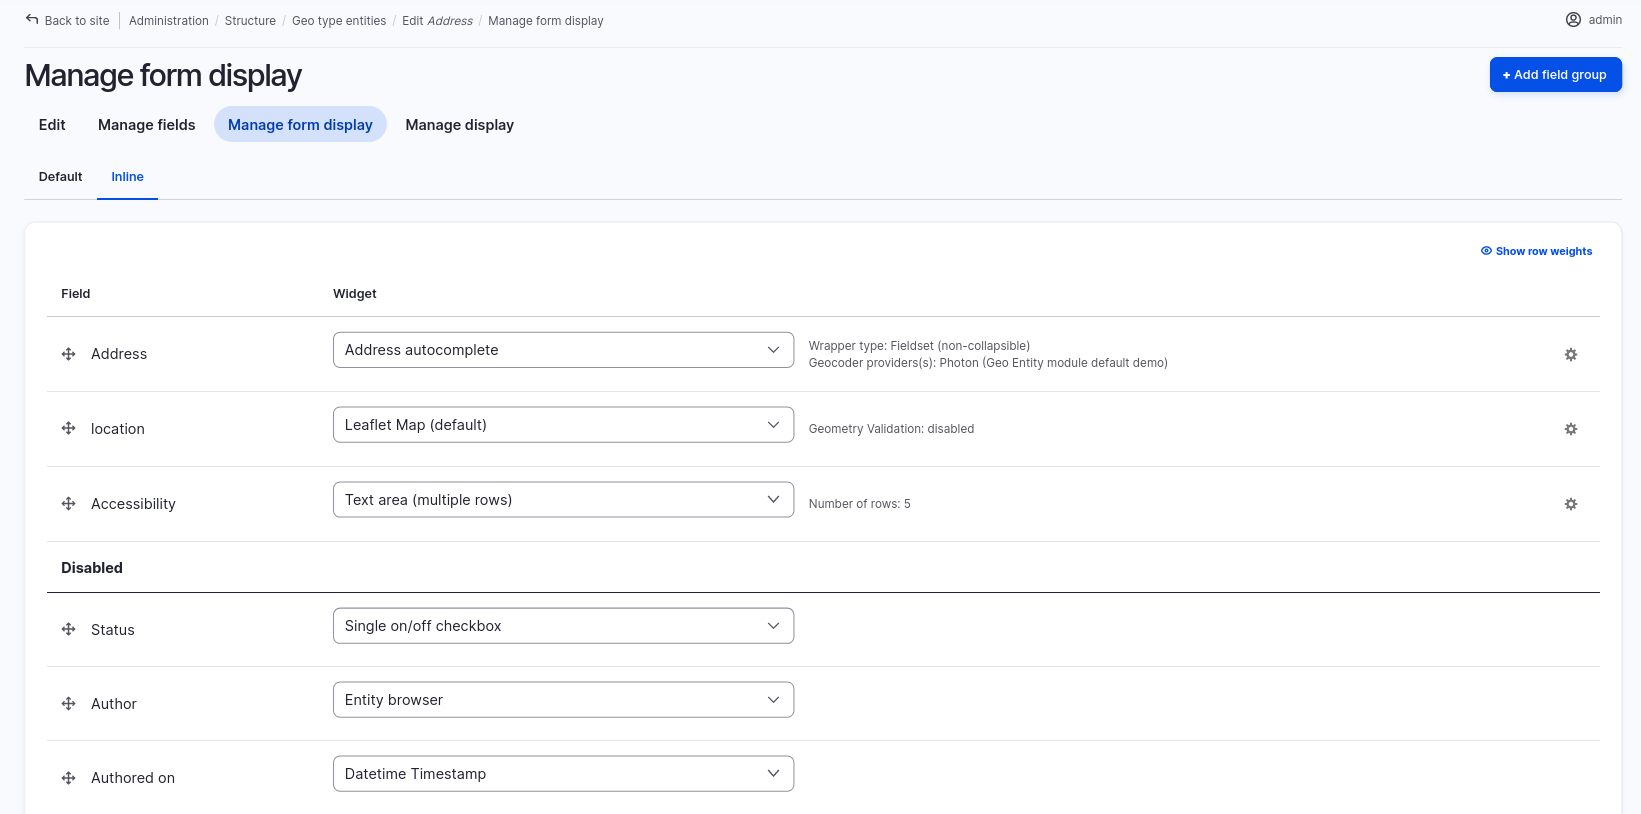 Back to site Administration / Structure / Geo type entities / Edit Address / Manage form display
admin
Manage form display
+ Add field group
Edit Manage fields Manage form display Manage display
Default Inline
Show row weights
Field Widget
Address Address autocomplete Wrapper type: Fieldset (non-collapsible)
Geocoder providers(s): Photon (Geo Entity module default demo)
location Leaflet Map (default) Geometry Validation: disabled
Accessibility Text area (multiple rows) Number of rows: 5
Disabled
Status Single on/off checkbox
Author Entity browser
Authored on Datetime Timestamp